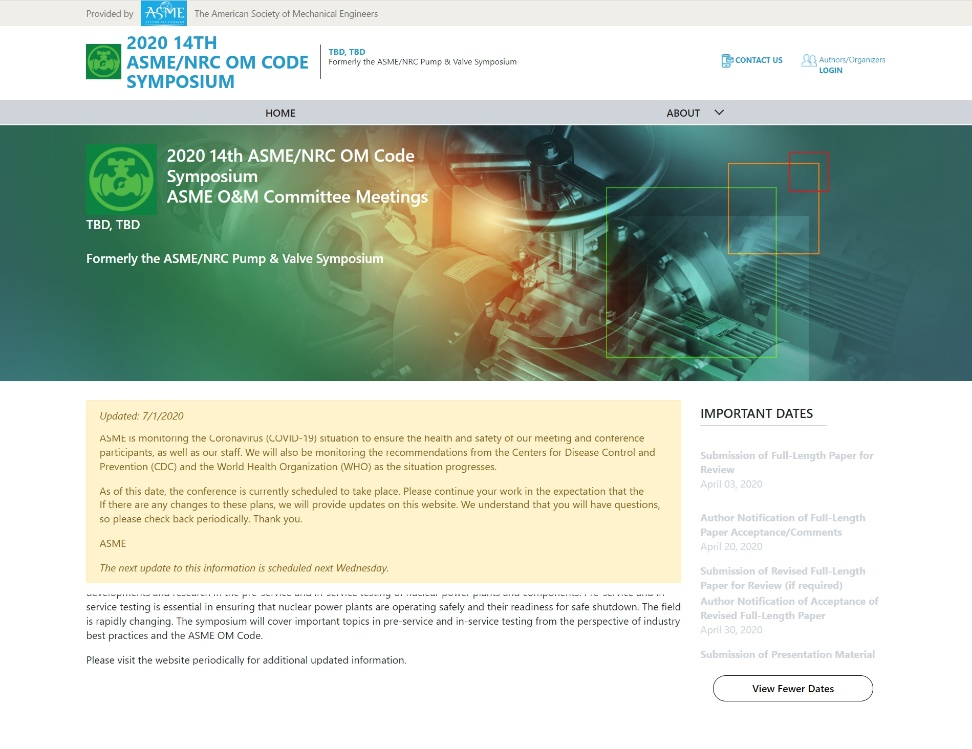 Provided by
ASME
The American Society of Mechanical Engineers
2020 14TH
ASME/NRC OM CODE
SYMPOSIUM
TBD, TBD
Formerly the ASME/NRC Pump & Valve Symposium
CONTACT US
Authors/Organizers
LOGIN
HOME
ABOUT
2020 14th ASME/NRC OM Code
Symposium
ASME O&M Committee Meetings
TBD, TBD
Formerly the ASME/NRC Pump & Valve Symposium
Updated: 7/1/2020
ASME is monitoring the Coronavirus (COVID-19) situation to ensure the health and safety of our meeting and conference
participants, as well as our staff. We will also be monitoring the recommendations from the Centers for Disease Control and
Prevention (CDC) and the World Health Organization (WHO) as the situation progresses.
As of this date, the conference is currently scheduled to take place. Please continue your work in the expectation that the
If there are any changes to these plans, we will provide updates on this website. We understand that you will have questions,
so please check back periodically. Thank you.
ASME
The next update to this information is scheduled next Wednesday.
developments and research in the pre-service and in-service testing of nuclear power plants and components. Pre-service and in-
service testing is essential in ensuring that nuclear power plants are operating safely and their readiness for safe shutdown. The field
is rapidly changing. The symposium will cover important topics in pre-service and in-service testing from the perspective of industry
best practices and the ASME OM Code.
Please visit the website periodically for additional updated information.
IMPORTANT DATES
Submission of Full-Length Paper for
Review
April 03, 2020
Author Notification of Full-Length
Paper Acceptance/Comments
April 20, 2020
Submission of Revised Full-Length
Paper for Review (if required)
Author Notification of Acceptance of
Revised Full-Length Paper
April 30, 2020
Submission of Presentation Material
View Fewer Dates